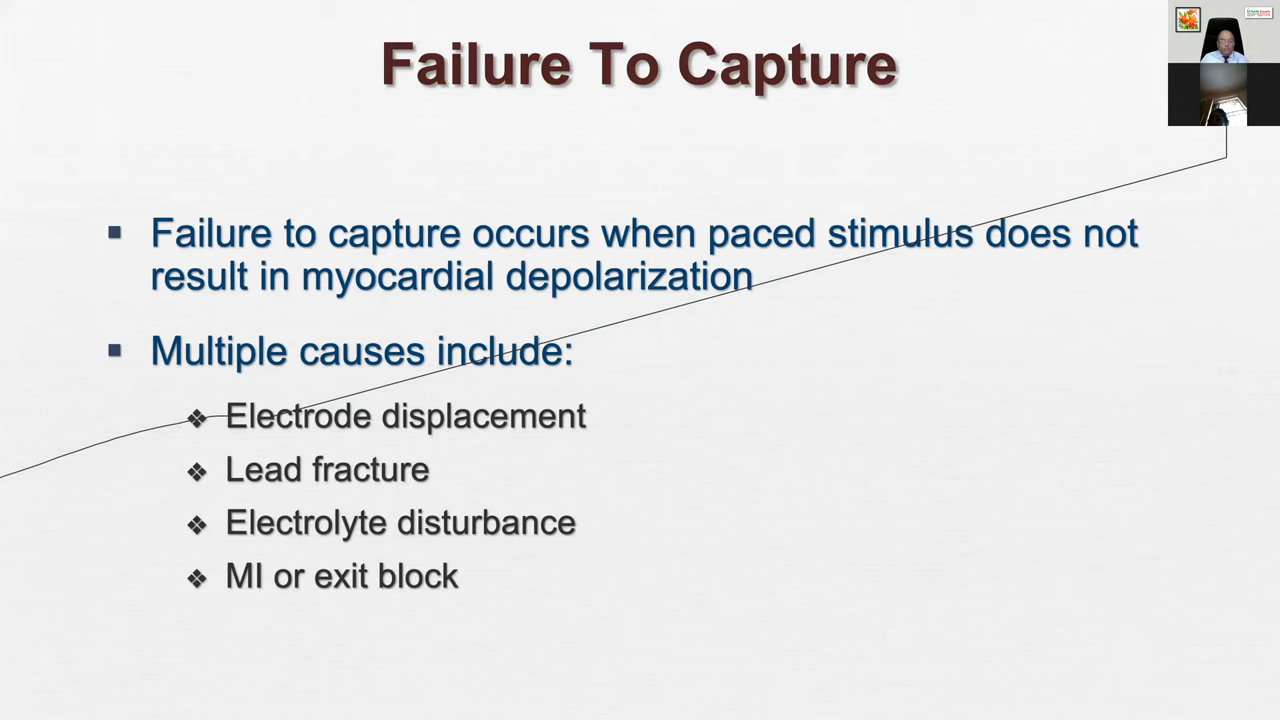 Failure To Capture
Failure to capture occurs when paced stimulus does not
result in myocardial depolarization
Multiple causes include:
Electrode displacement
Lead fracture
Electrolyte disturbance
MI or exit block